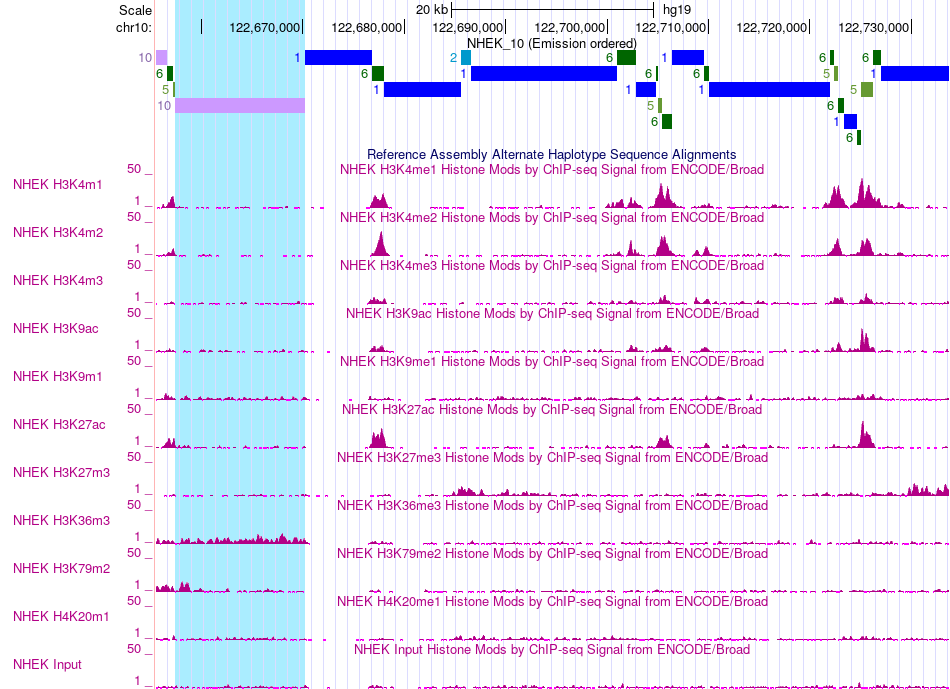 Scale 20 kb hg19
chr10: 122,670,000 122,680,000 122,690,000 122,700,000 122,710,000 122,720,000 122,730,000
NHEK_10 (Emission ordered)
10 1 2 6 1 6 6
6 6 1 6 1 5 1
5 1 1 1 5
10 5 6
6 1
6
Reference Assembly Alternate Haplotype Sequence Alignments
50 _ NHEK H3K4me1 Histone Mods by ChIP-seq Signal from ENCODE/Broad
NHEK H3K4m1
1 _
50 _ NHEK H3K4me2 Histone Mods by ChIP-seq Signal from ENCODE/Broad
NHEK H3K4m2
1 _
50 _ NHEK H3K4me3 Histone Mods by ChIP-seq Signal from ENCODE/Broad
NHEK H3K4m3
1 _
50 _ NHEK H3K9ac Histone Mods by ChIP-seq Signal from ENCODE/Broad
NHEK H3K9ac
1 _
50 _ NHEK H3K9me1 Histone Mods by ChIP-seq Signal from ENCODE/Broad
NHEK H3K9m1
1 _
50 _ NHEK H3K27ac Histone Mods by ChIP-seq Signal from ENCODE/Broad
NHEK H3K27ac
1 _
50 _ NHEK H3K27me3 Histone Mods by ChIP-seq Signal from ENCODE/Broad
NHEK H3K27m3
1 _
50 _ NHEK H3K36me3 Histone Mods by ChIP-seq Signal from ENCODE/Broad
NHEK H3K36m3
1 _
50 _ NHEK H3K79me2 Histone Mods by ChIP-seq Signal from ENCODE/Broad
NHEK H3K79m2
1 _
50 _ NHEK H4K20me1 Histone Mods by ChIP-seq Signal from ENCODE/Broad
NHEK H4K20m1
1 _
50 _ NHEK Input Histone Mods by ChIP-seq Signal from ENCODE/Broad
NHEK Input
1 _